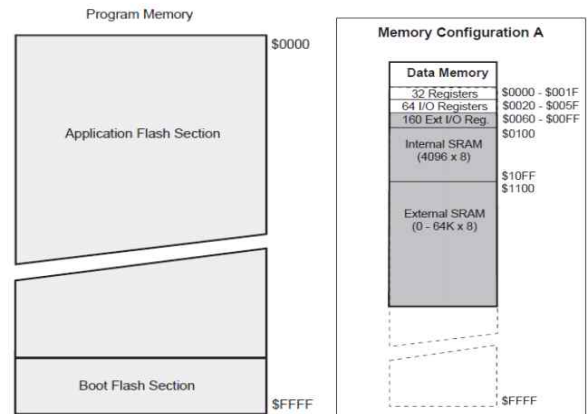 Program Memory
$0000
Application Flash Section
Boot Flash Section
$FFFF
Memory Configuration A
Data Memory
32 Registers $0000 - $001F
64 I/O Registers $0020 - $005F
160 Ext I/O Reg. $0060 - $00FF
$0100
Internal SRAM
(4096 x 8)
$10FF
$1100
External SRAM
(0 - 64K x 8)
$FFFF